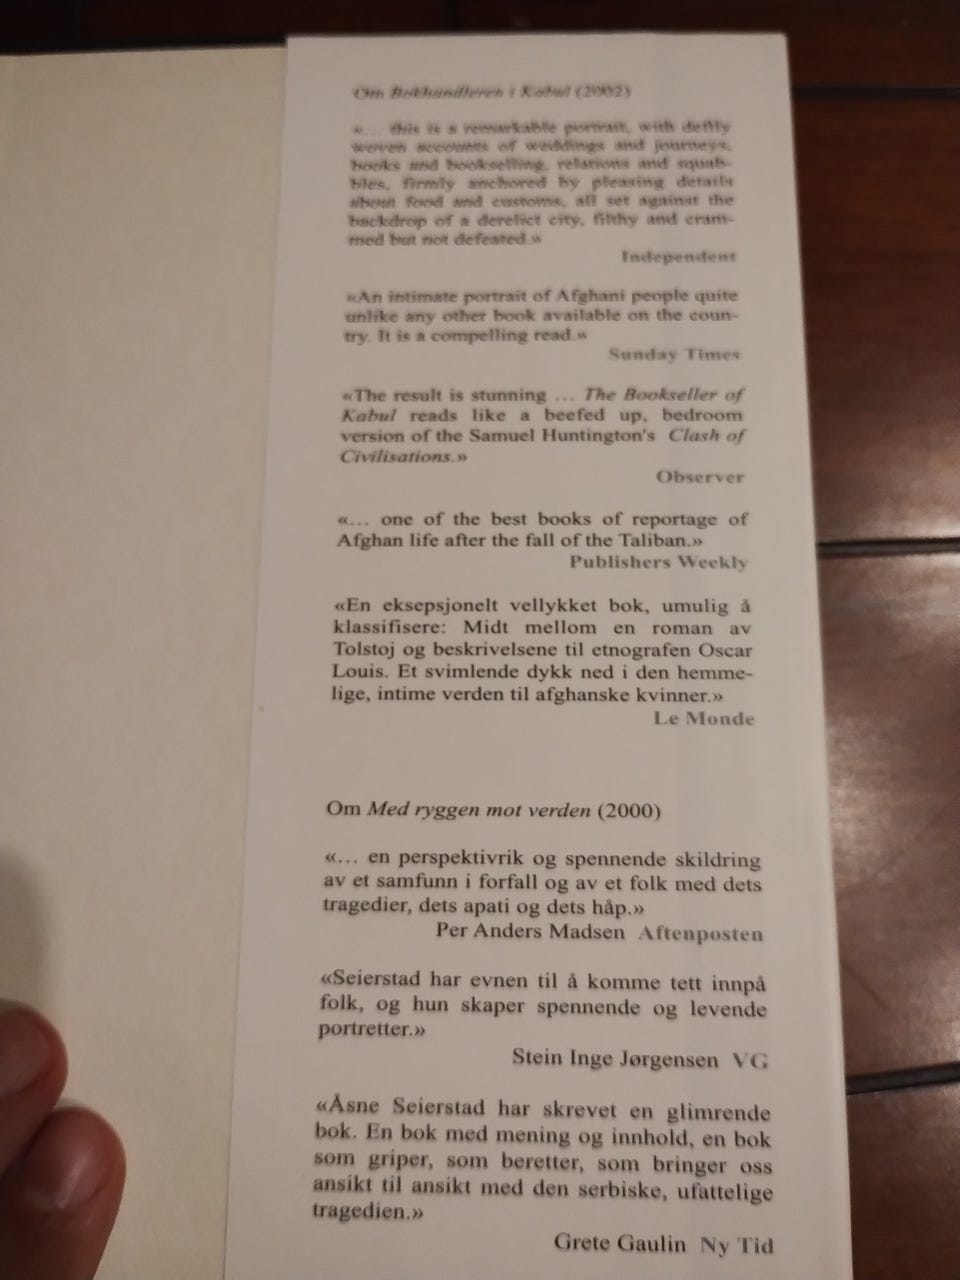 Om Bokhandleren i Kabul (2002)
«... this is a remarkable portrait, with deftly
woven accounts of weddings and journeys,
books and bookselling, relations and squab-
bles, firmly anchored by pleasing details
about food and customs, all set against the
backdrop of a derelict city, filthy and cram-
med but not defeated.»
Independent
«An intimate portrait of Afghani people quite
unlike any other book available on the coun-
try. It is a compelling read.»
Sunday Times
«The result is stunning ... The Bookseller of
Kabul reads like a beefed up, bedroom
version of the Samuel Huntington's Clash of
Civilisations.»
Observer
«... one of the best books of reportage of
Afghan life after the fall of the Taliban.»
Publishers Weekly
«En eksepsjonelt vellykket bok, umulig å
klassifisere: Midt mellom en roman av
Tolstoj og beskrivelsene til etnografen Oscar
Louis. Et svimlende dykk ned i den hemme-
lige, intime verden til afghanske kvinner.»
Le Monde
Om Med ryggen mot verden (2000)
«... en perspektivrik og spennende skildring
av et samfunn i forfall og av et folk med dets
tragedier, dets apati og dets håp.»
Per Anders Madsen Aftenposten
«Seierstad har evnen til å komme tett innpå
folk, og hun skaper spennende og levende
portretter.»
Stein Inge Jørgensen VG
«Åsne Seierstad har skrevet en glimrende
bok. En bok med mening og innhold, en bok
som griper, som beretter, som bringer oss
ansikt til ansikt med den serbiske, ufattelige
tragedien.»
Grete Gaulin Ny Tid